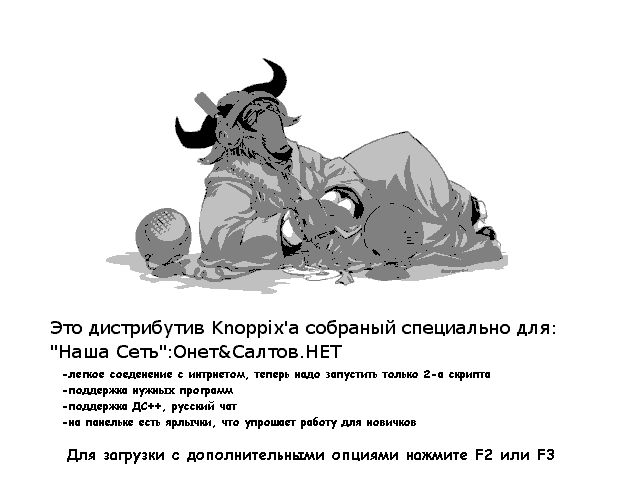 Это дистрибутив Knoppix'а собраный специально для:
"Наша Сеть":Онет&Салтов.НЕТ
-легкое соеденение с интрнетом, теперь надо запустить только 2-а скрипта
-поддержка нужных программ
-поддержка ДС++, русский чат
-на панельке есть ярлычки, что упрошает работу для новичков
Для загрузки с дополнительными опциями нажмите F2 или F3